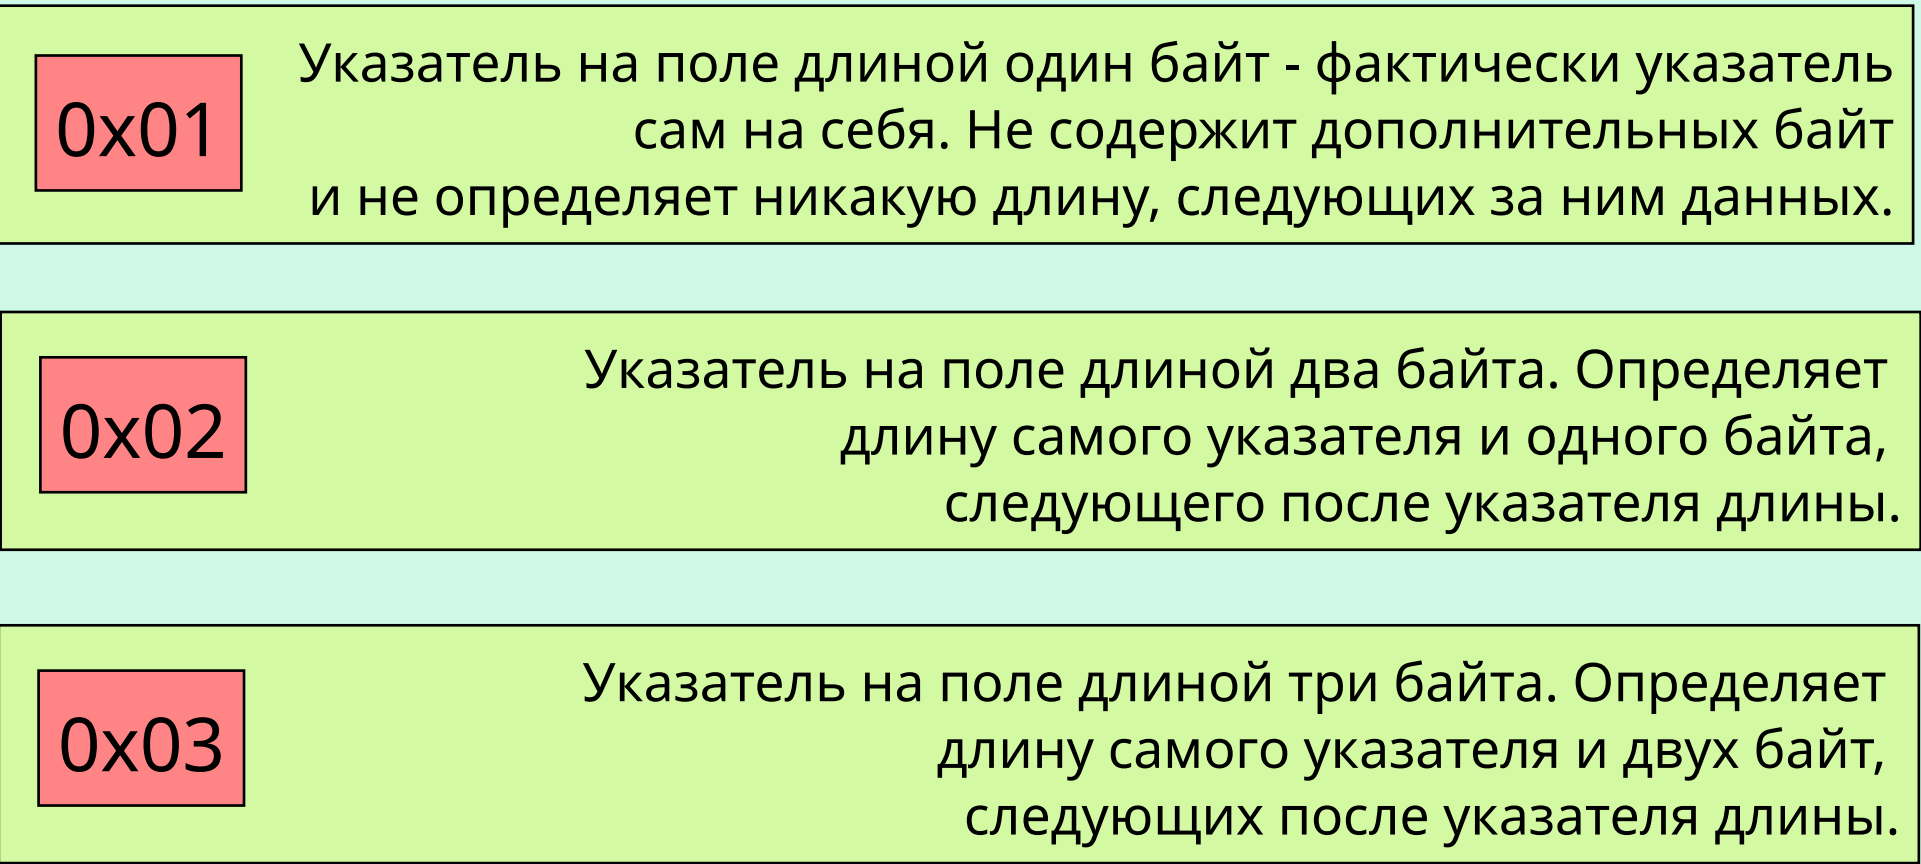 0x01
Указатель на поле длиной один байт - фактически указатель
сам на себя. Не содержит дополнительных байт
и не определяет никакую длину, следующих за ним данных.
0x02
Указатель на поле длиной два байта. Определяет
длину самого указателя и одного байта,
следующего после указателя длины.
0x03
Указатель на поле длиной три байта. Определяет
длину самого указателя и двух байт,
следующих после указателя длины.